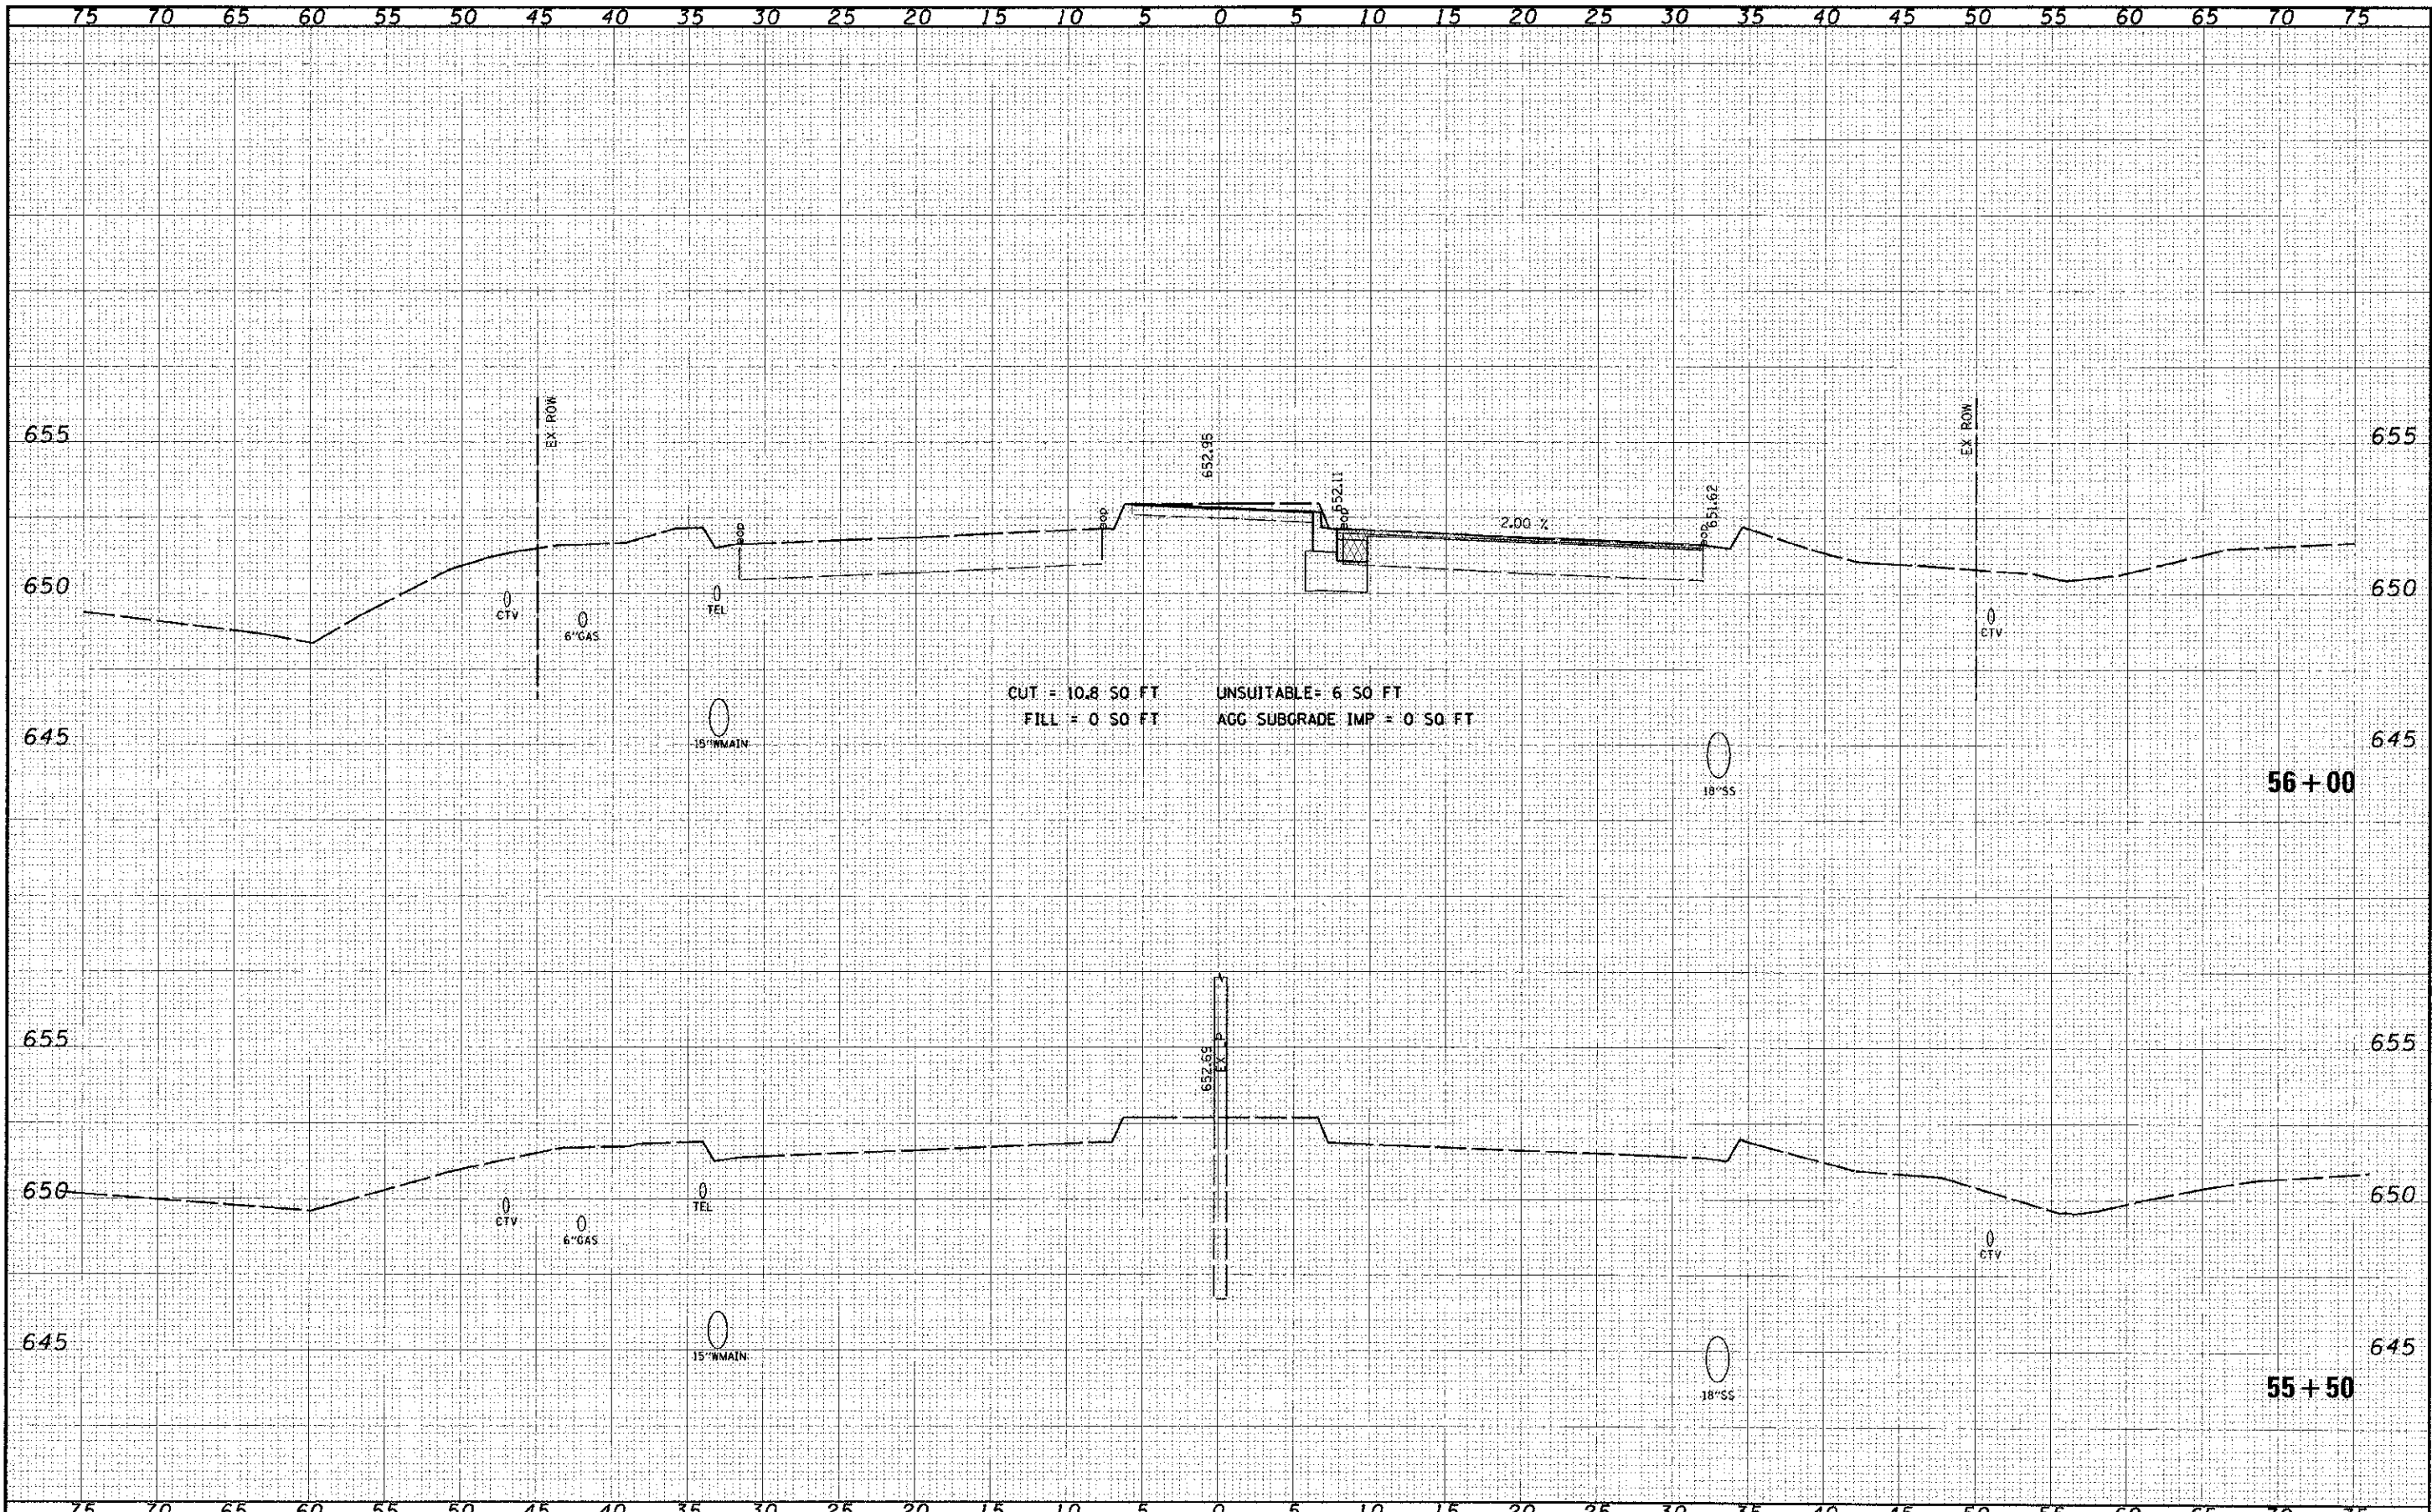 75 70 65 60 55 50 45 40 35 30 25 20 15 10 5 0 5 10 15 20 25 30 35 40 45 50 55 60 65 70 75
EX ROW
EX ROW
655
652.95
655
652.11
651.62
eop
eop
eop
2.00 %
eop
650
650
CTV
6"GAS
TEL
CTV
CUT = 10.8 SQ FT UNSUITABLE= 6 SQ FT
FILL = 0 SQ FT AGG SUBGRADE IMP = 0 SQ FT
645
15"WMAIN
645
18"SS
56+00
655
652.69
EX LP
655
650
650
CTV
6"GAS
TEL
CTV
645
15"WMAIN
645
18"SS
55+50
75 70 65 60 55 50 45 40 35 30 25 20 15 10 5 0 5 10 15 20 25 30 35 40 45 50 55 60 65 70 75